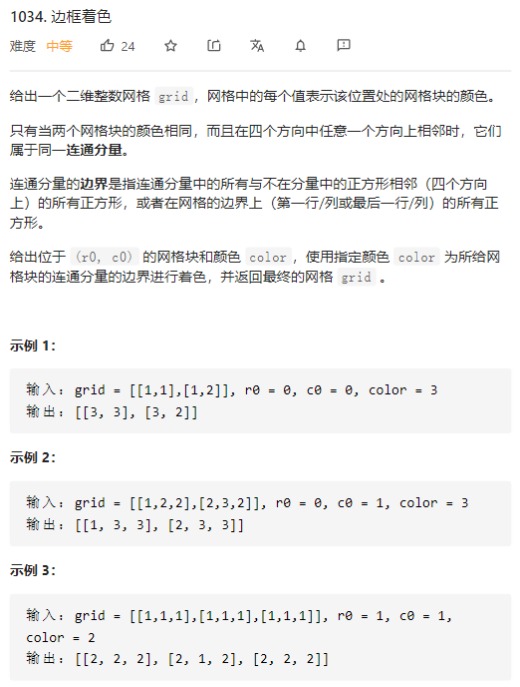 1034. 边框着色
难度 中等 24
给出一个二维整数网格 grid，网格中的每个值表示该位置处的网格块的颜色。
只有当两个网格块的颜色相同，而且在四个方向中任意一个方向上相邻时，它们
属于同一连通分量。
连通分量的边界是指连通分量中的所有与不在分量中的正方形相邻（四个方向
上）的所有正方形，或者在网格的边界上（第一行/列或最后一行/列）的所有正
方形。
给出位于 (r0, c0) 的网格块和颜色 color，使用指定颜色 color 为所给网
格块的连通分量的边界进行着色，并返回最终的网格 grid 。
示例 1：
输入：grid = [[1,1],[1,2]], r0 = 0, c0 = 0, color = 3
输出：[[3, 3], [3, 2]]
示例 2：
输入：grid = [[1,2,2],[2,3,2]], r0 = 0, c0 = 1, color = 3
输出：[[1, 3, 3], [2, 3, 3]]
示例 3：
输入：grid = [[1,1,1],[1,1,1],[1,1,1]], r0 = 1, c0 = 1,
color = 2
输出：[[2, 2, 2], [2, 1, 2], [2, 2, 2]]